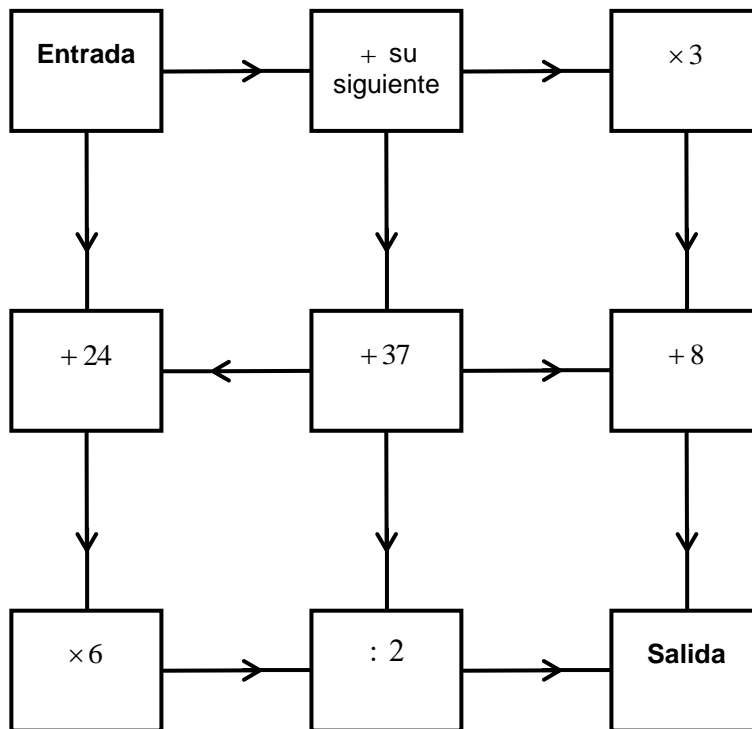 Entrada
+ su
siguiente
× 3
+ 24
+ 37
+ 8
× 6
: 2
Salida